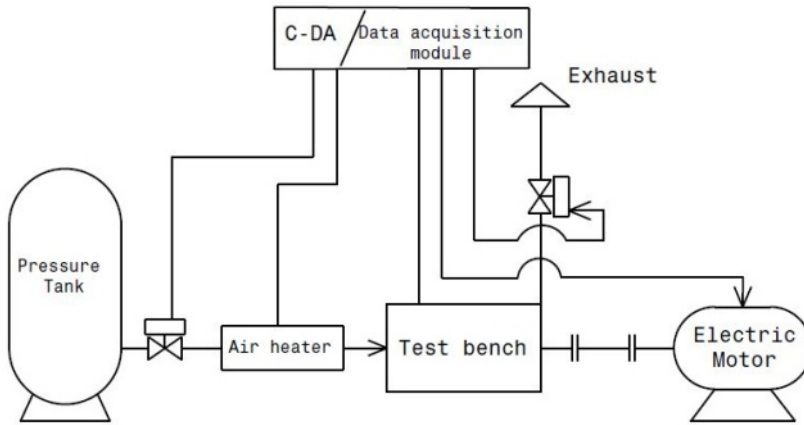 C-DA / Data acquisition
module
Exhaust
Pressure
Tank
Air heater
Test bench
Electric
Motor